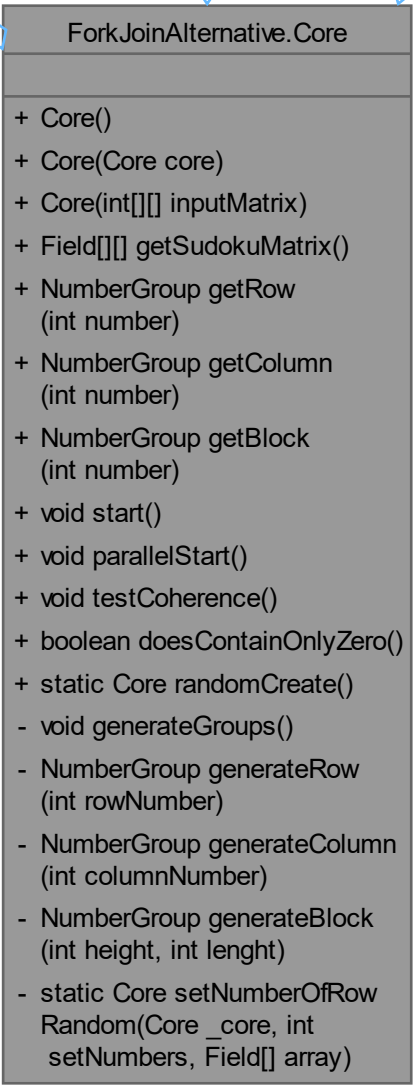 ForkJoinAlternative.Core
+ Core()
+ Core(Core core)
+ Core(int[][] inputMatrix)
+ Field[][] getSudokuMatrix()
+ NumberGroup getRow
(int number)
+ NumberGroup getColumn
(int number)
+ NumberGroup getBlock
(int number)
+ void start()
+ void parallelStart()
+ void testCoherence()
+ boolean doesContainOnlyZero()
+ static Core randomCreate()
- void generateGroups()
- NumberGroup generateRow
(int rowNumber)
- NumberGroup generateColumn
(int columnNumber)
- NumberGroup generateBlock
(int height, int lenght)
- static Core setNumberOfRow
Random(Core _core, int
setNumbers, Field[] array)